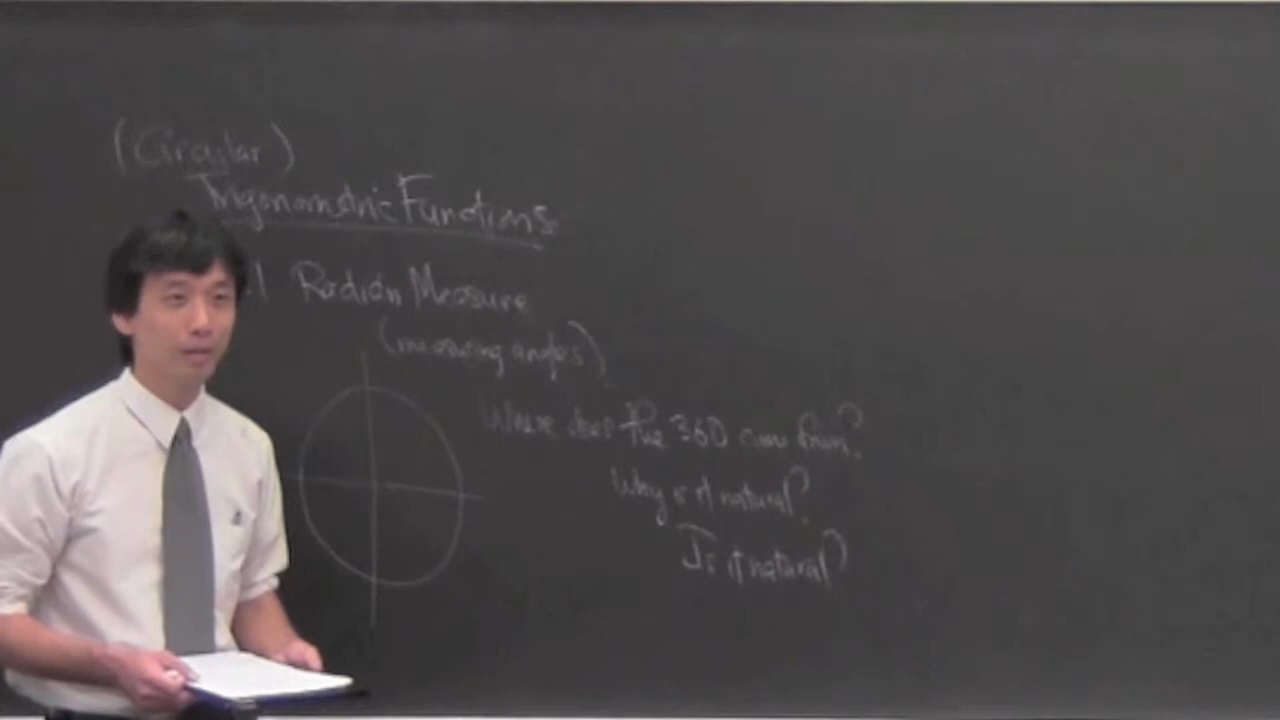 (Circular)
Trigonometric Functions
.1 Radian Measure
(measuring angles)
Where does the 360 come from?
Why is it natural?
Is it natural?